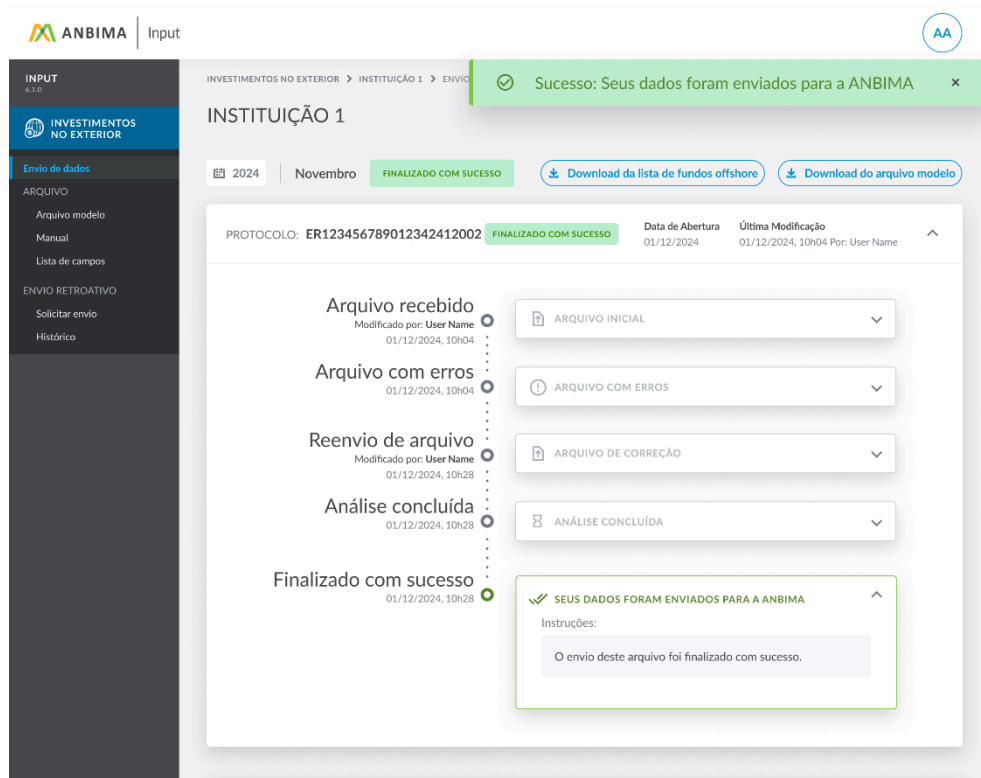 ANBIMA Input
AA
INPUT
6.1.0
INVESTIMENTOS
NO EXTERIOR
Envio de dados
ARQUIVO
Arquivo modelo
Manual
Lista de campos
ENVIO RETROATIVO
Solicitar envio
Histórico
INVESTIMENTOS NO EXTERIOR > INSTITUIÇÃO 1 > ENVIO
Sucesso: Seus dados foram enviados para a ANBIMA ×
INSTITUIÇÃO 1
2024 Novembro FINALIZADO COM SUCESSO Download da lista de fundos offshore Download do arquivo modelo
PROTOCOLO: ER123456789012342412002 FINALIZADO COM SUCESSO
Data de Abertura
01/12/2024
Última Modificação
01/12/2024, 10h04 Por: User Name
Arquivo recebido
Modificado por: User Name
01/12/2024, 10h04
ARQUIVO INICIAL
Arquivo com erros
01/12/2024, 10h04
ARQUIVO COM ERROS
Reenvio de arquivo
Modificado por: User Name
01/12/2024, 10h28
ARQUIVO DE CORREÇÃO
Análise concluída
01/12/2024, 10h28
ANÁLISE CONCLUÍDA
Finalizado com sucesso
01/12/2024, 10h28
SEUS DADOS FORAM ENVIADOS PARA A ANBIMA
Instruções:
O envio deste arquivo foi finalizado com sucesso.